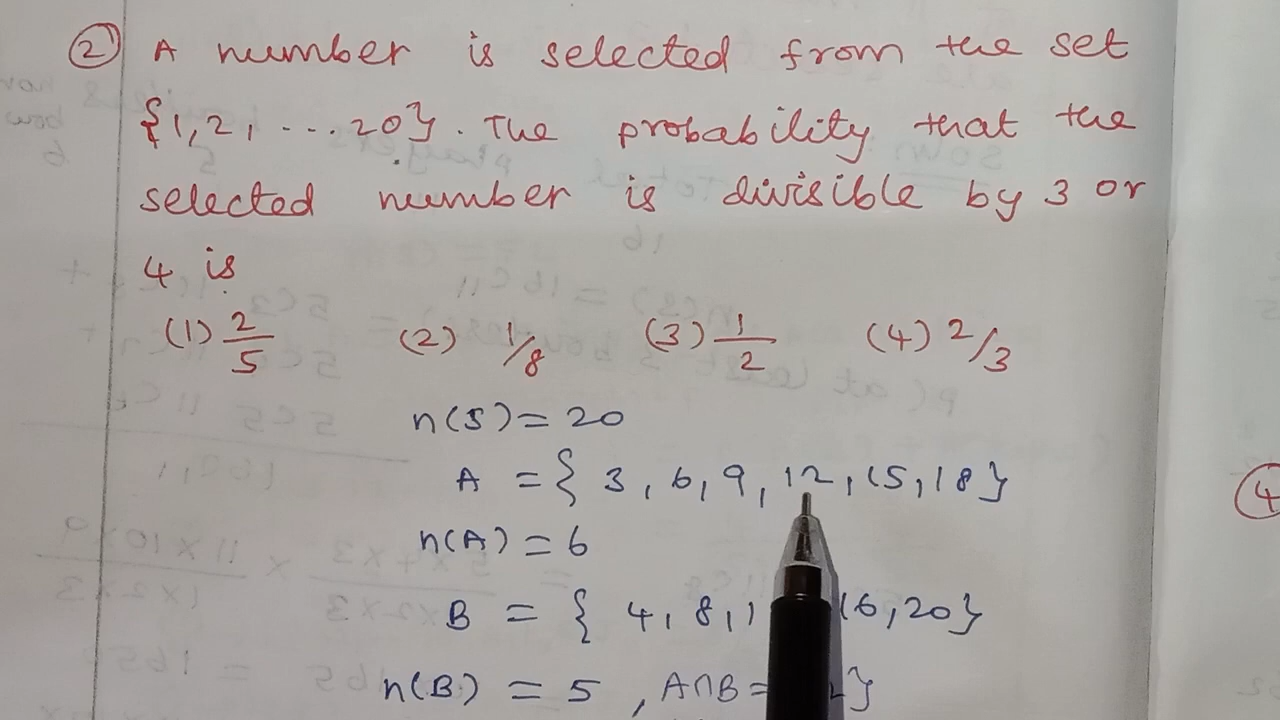 ② A number is selected from the set
{1,2, ...20}. The probability that the
selected number is divisible by 3 or
4 is
(1) 2/5 (2) 1/8 (3) 1/2 (4) 2/3
n(S) = 20
A = { 3, 6, 9, 12, 15, 18}
n(A) = 6
B = { 4, 8, 1 16, 20}
n(B) = 5 , A∩B = 2}
④